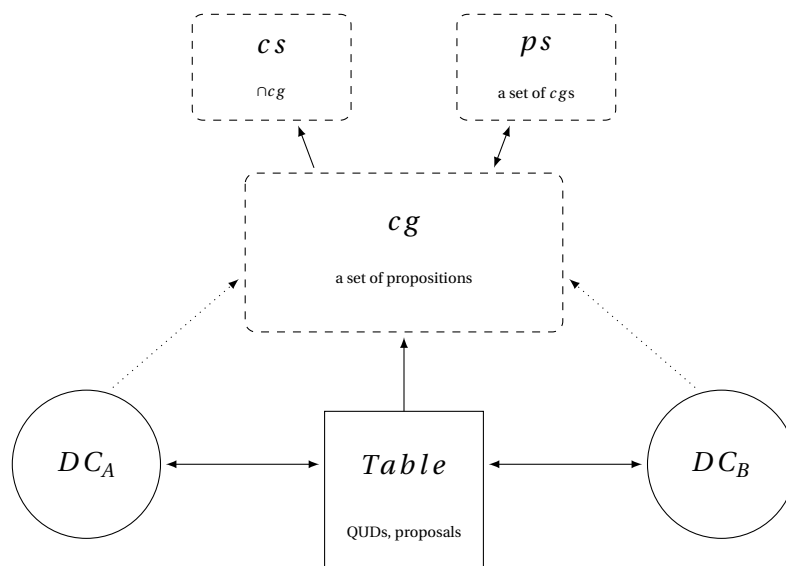 cs
∩cg
ps
a set of cgs
cg
a set of propositions
DC_A
Table
QUDs, proposals
DC_B